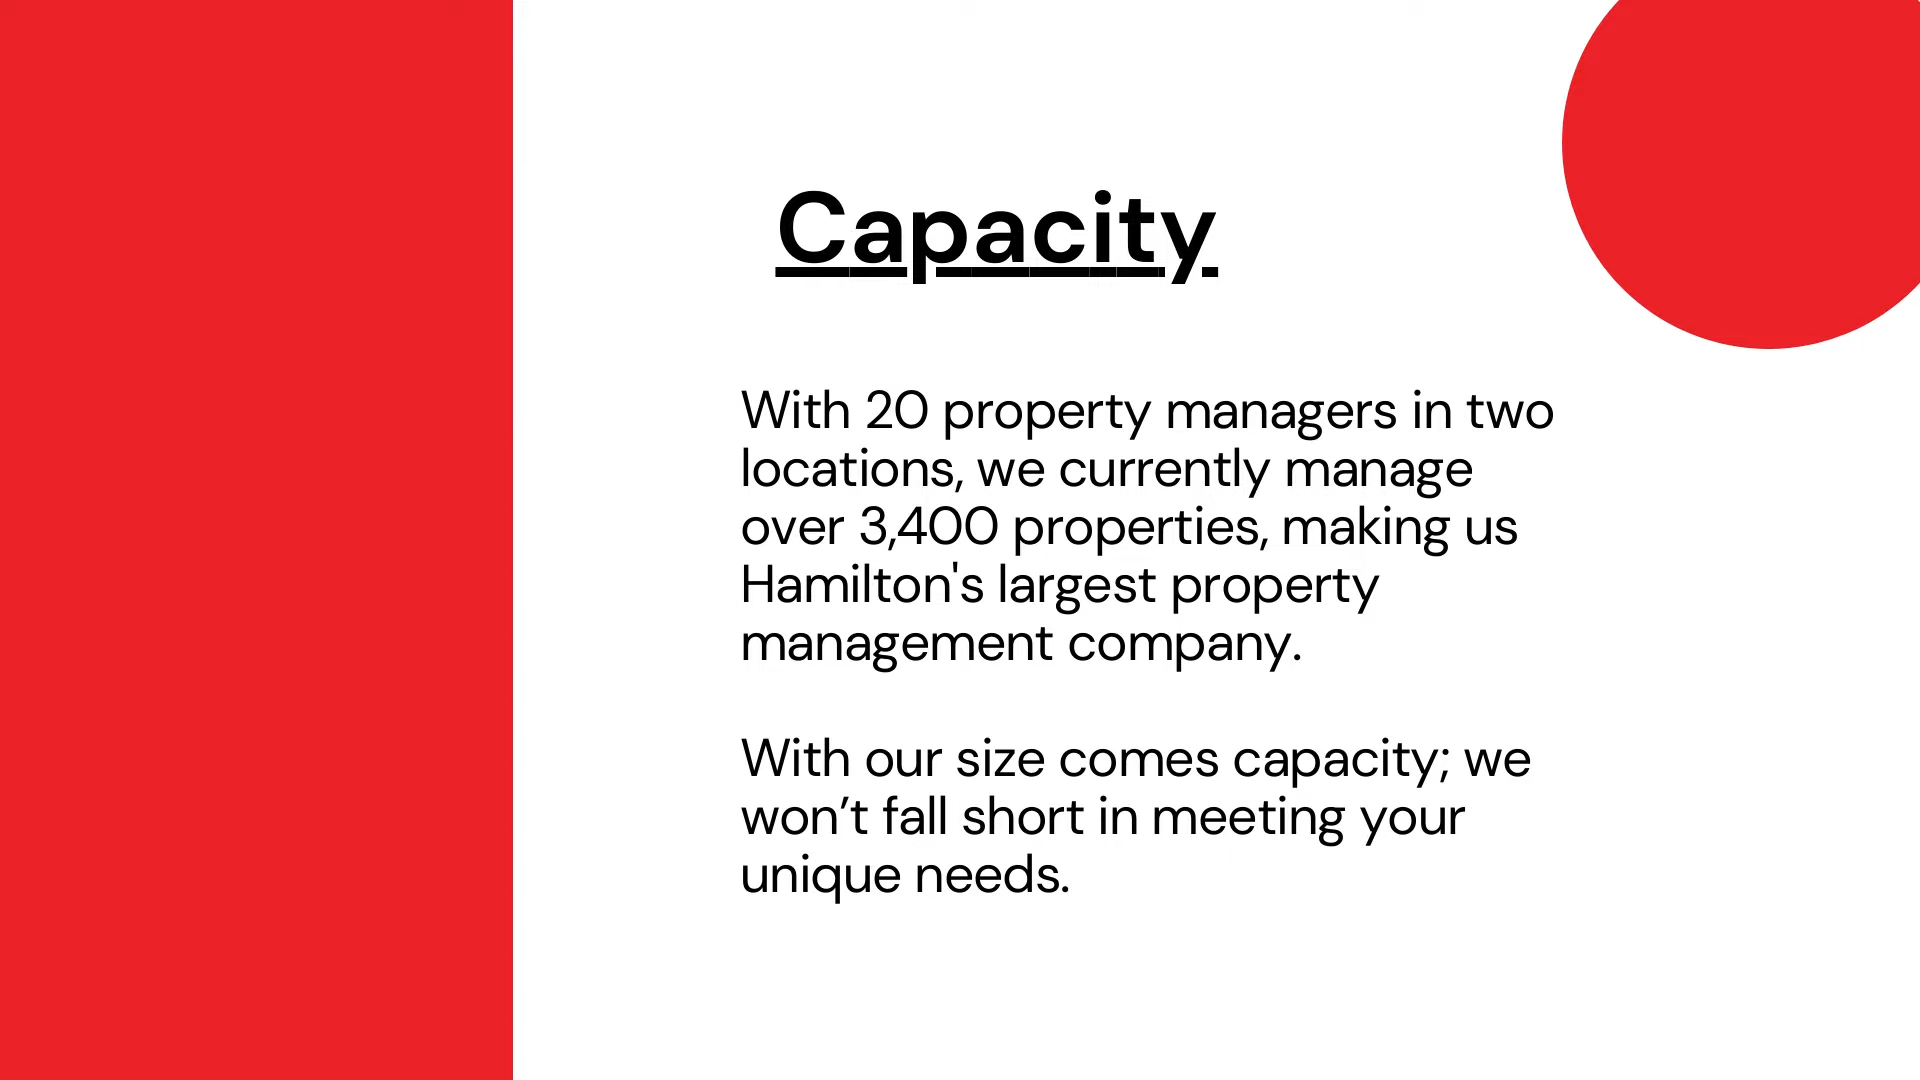 Capacity
With 20 property managers in two
locations, we currently manage
over 3,400 properties, making us
Hamilton's largest property
management company.
With our size comes capacity; we
won’t fall short in meeting your
unique needs.